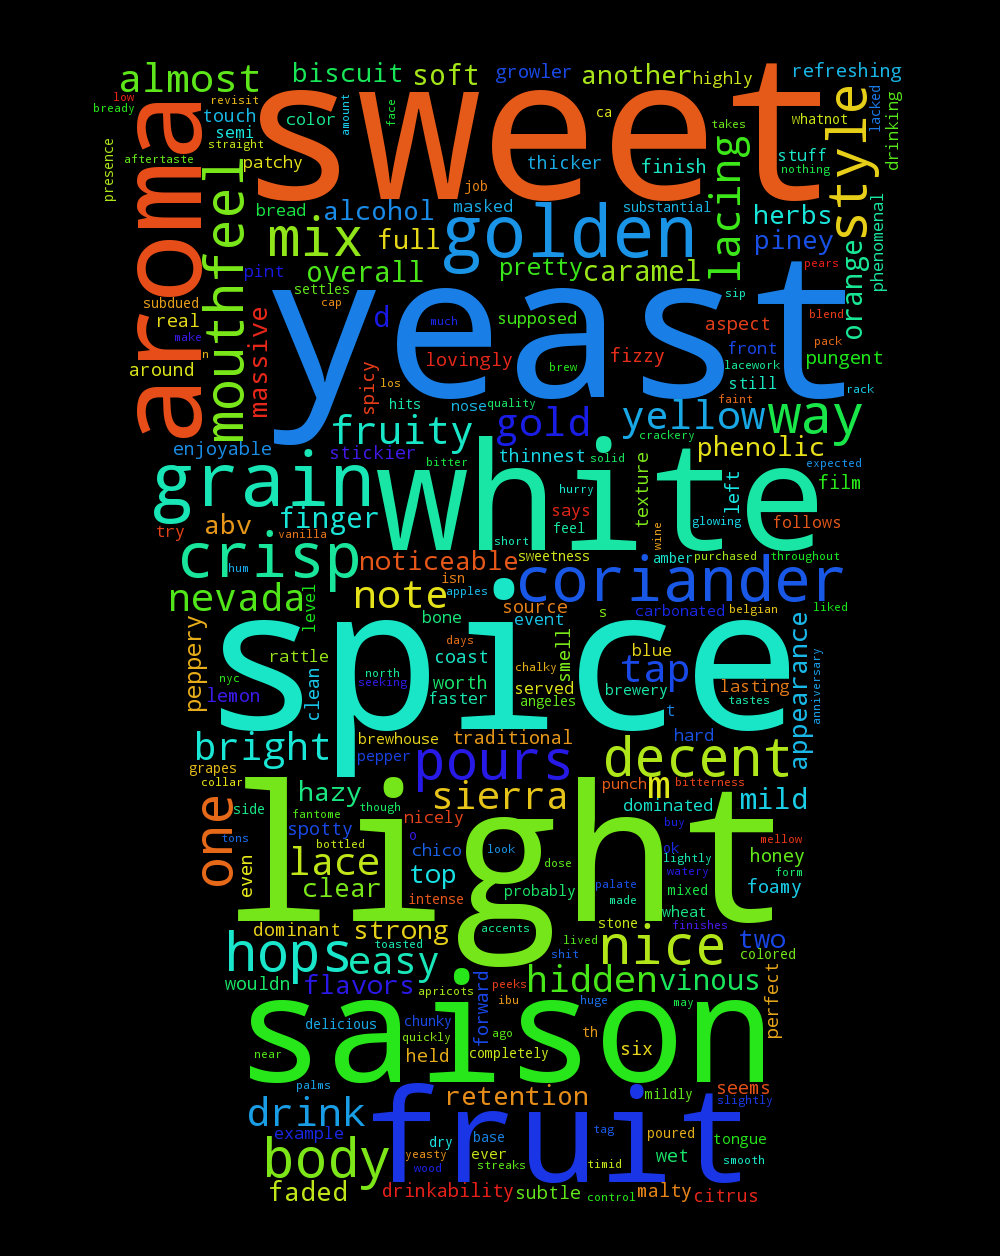 almost
biscuit
soft
growler
another
highly
refreshing
low
bready
revisit
touch
semi
straight
color
amount
face
sweet
ca
takes
whatnot
lacked
drinking
style
presence
aftertaste
aroma
patchy
mouthfeel
job
thicker
finish
lacing
stuff
nothing
bread
alcohol
masked
substantial
herbs
piney
phenomenal
mix
full
golden
orange
pint
overall
settles
cap
pretty
caramel
pears
sip
subdued
real
make
n
around
massive
d
yeast
much
supposed
lovingly
brew
fizzy
aspect
front
lacework
still
blend
pack
pungent
rack
spicy
los
hits
nose
quality
faint
fruity
gold
yellow
way
crackery
enjoyable
stickier
bitter
thinnest
solid
phenolic
expected
grain
white
hurry
texture
left
film
abv
finger
says
feel
wine
glowing
follows
try
vanilla
crisp
short
noticeable
sweetness
amber
purchased
throughout
hum
isn
apples
coriander
nevada
level
note
source
event
s
carbonated
belgian
liked
bone
peppery
rattle
days
coast
smell
blue
appearance
anniversary
nyc
north
seeking
spice
chalky
tap
lemon
clean
worth
faster
served
angeles
brewery
lasting
tastes
t
bright
brewhouse
pepper
traditional
hard
grapes
collar
pours
decent
punch
m
bitterness
hazy
sierra
dominated
mild
one
side
fantome
though
nicely
buy
tons
spotty
bottled
o
chico
look
mellow
even
lace
light
dose
ok
lightly
watery
honey
form
clear
top
probably
palate
made
mixed
foamy
intense
wheat
dominant
strong
accents
stone
finishes
hops
toasted
easy
lived
shit
nice
two
colored
wouldn
flavors
apricots
peeks
hidden
vinous
ibu
huge
may
perfect
delicious
chunky
forward
quickly
ago
th
saison
near
held
completely
six
palms
retention
mildly
seems
slightly
drink
fruit
example
dry
base
tag
poured
tongue
body
yeasty
ever
wood
streaks
timid
wet
smooth
faded
drinkability
subtle
control
malty
citrus